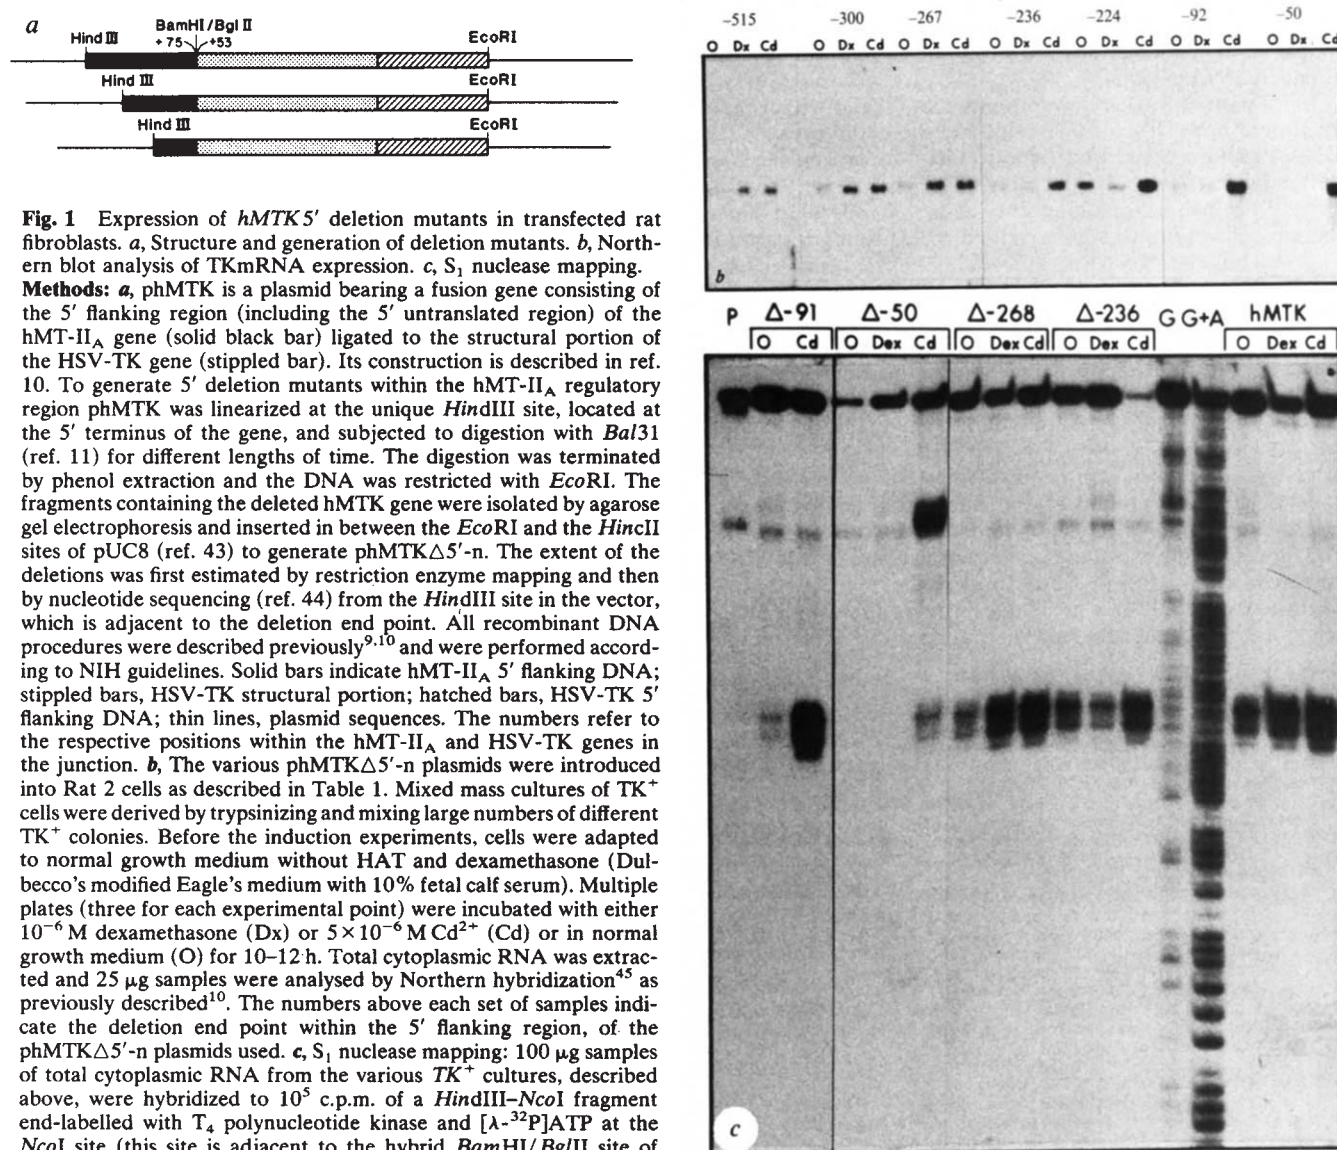 a
BamHI/Bgl II
Hind III +75 +53 EcoRI
Hind III EcoRI
Hind III EcoRI
Fig. 1 Expression of hMTK5′ deletion mutants in transfected rat
fibroblasts. a, Structure and generation of deletion mutants. b, North-
ern blot analysis of TKmRNA expression. c, S₁ nuclease mapping.
Methods: a, phMTK is a plasmid bearing a fusion gene consisting of
the 5′ flanking region (including the 5′ untranslated region) of the
hMT-II_A gene (solid black bar) ligated to the structural portion of
the HSV-TK gene (stippled bar). Its construction is described in ref.
10. To generate 5′ deletion mutants within the hMT-II_A regulatory
region phMTK was linearized at the unique HindIII site, located at
the 5′ terminus of the gene, and subjected to digestion with Bal31
(ref. 11) for different lengths of time. The digestion was terminated
by phenol extraction and the DNA was restricted with EcoRI. The
fragments containing the deleted hMTK gene were isolated by agarose
gel electrophoresis and inserted in between the EcoRI and the HincII
sites of pUC8 (ref. 43) to generate phMTK△5′-n. The extent of the
deletions was first estimated by restriction enzyme mapping and then
by nucleotide sequencing (ref. 44) from the HindIII site in the vector,
which is adjacent to the deletion end point. All recombinant DNA
procedures were described previously⁹,¹⁰ and were performed accord-
ing to NIH guidelines. Solid bars indicate hMT-II_A 5′ flanking DNA;
stippled bars, HSV-TK structural portion; hatched bars, HSV-TK 5′
flanking DNA; thin lines, plasmid sequences. The numbers refer to
the respective positions within the hMT-II_A and HSV-TK genes in
the junction. b, The various phMTK△5′-n plasmids were introduced
into Rat 2 cells as described in Table 1. Mixed mass cultures of TK⁺
cells were derived by trypsinizing and mixing large numbers of different
TK⁺ colonies. Before the induction experiments, cells were adapted
to normal growth medium without HAT and dexamethasone (Dul-
becco's modified Eagle's medium with 10% fetal calf serum). Multiple
plates (three for each experimental point) were incubated with either
10⁻⁶ M dexamethasone (Dx) or 5×10⁻⁶ M Cd²⁺ (Cd) or in normal
growth medium (O) for 10–12 h. Total cytoplasmic RNA was extrac-
ted and 25 μg samples were analysed by Northern hybridization⁴⁵ as
previously described¹⁰. The numbers above each set of samples indi-
cate the deletion end point within the 5′ flanking region, of the
phMTK△5′-n plasmids used. c, S₁ nuclease mapping: 100 μg samples
of total cytoplasmic RNA from the various TK⁺ cultures, described
above, were hybridized to 10⁵ c.p.m. of a HindIII–NcoI fragment
end-labelled with T₄ polynucleotide kinase and [λ-³²P]ATP at the
NcoI site (this site is adjacent to the hybrid BamHI/BglII site of
-515 -300 -267 -236 -224 -92 -50
O Dx Cd O Dx Cd O Dx Cd O Dx Cd O Dx Cd O Dx Cd O Dx Cd
b
P Δ-91 Δ-50 Δ-268 Δ-236 G G+A hMTK
O Cd O Dex Cd O Dex Cd O Dex Cd O Dex Cd
c